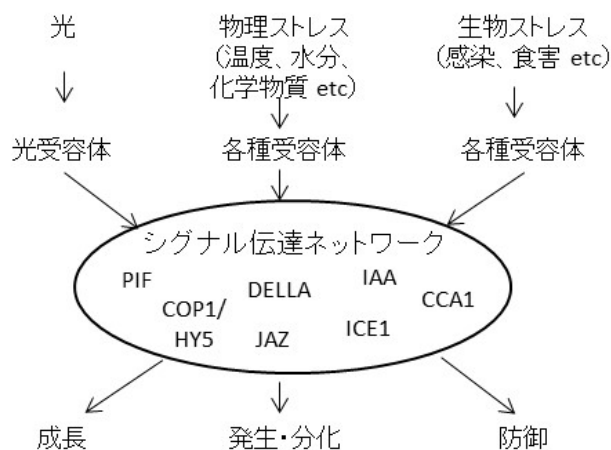 光
物理ストレス
(温度、水分、
化学物質 etc)
生物ストレス
(感染、食害 etc)
光受容体
各種受容体
各種受容体
シグナル伝達ネットワーク
PIF
COP1/
HY5
DELLA
JAZ
IAA
ICE1
CCA1
成長
発生・分化
防御